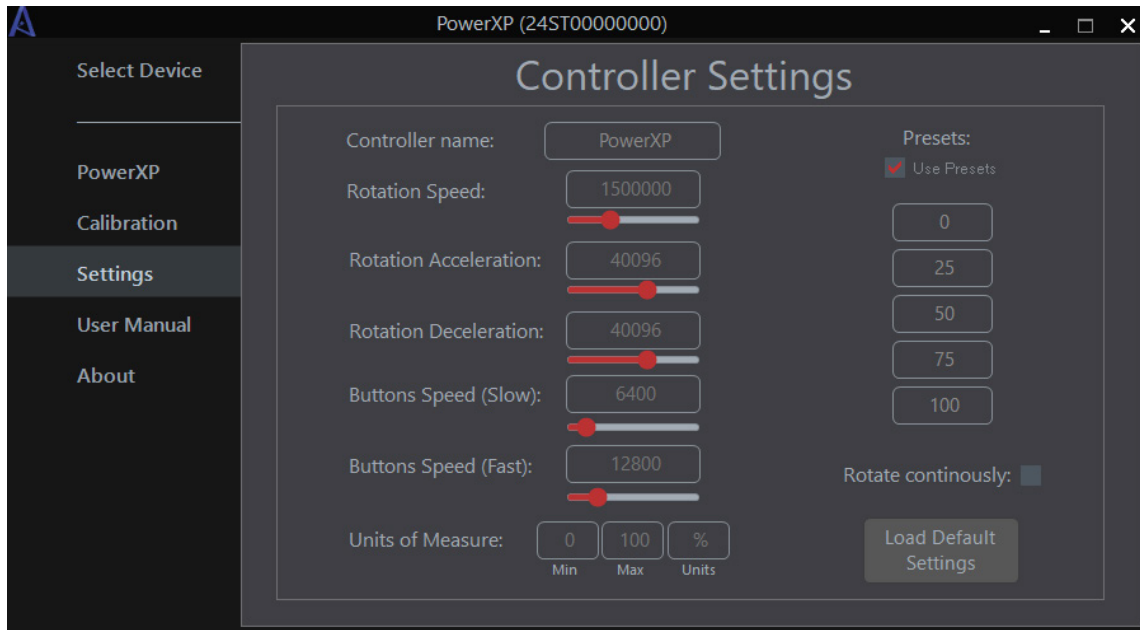 PowerXP (24ST00000000)
Select Device
PowerXP
Calibration
Settings
User Manual
About
Controller Settings
Controller name: PowerXP
Rotation Speed: 1500000
Rotation Acceleration: 40096
Rotation Deceleration: 40096
Buttons Speed (Slow): 6400
Buttons Speed (Fast): 12800
Units of Measure: 0 100 %
Min Max Units
Presets:
Use Presets
0
25
50
75
100
Rotate continously:
Load Default
Settings